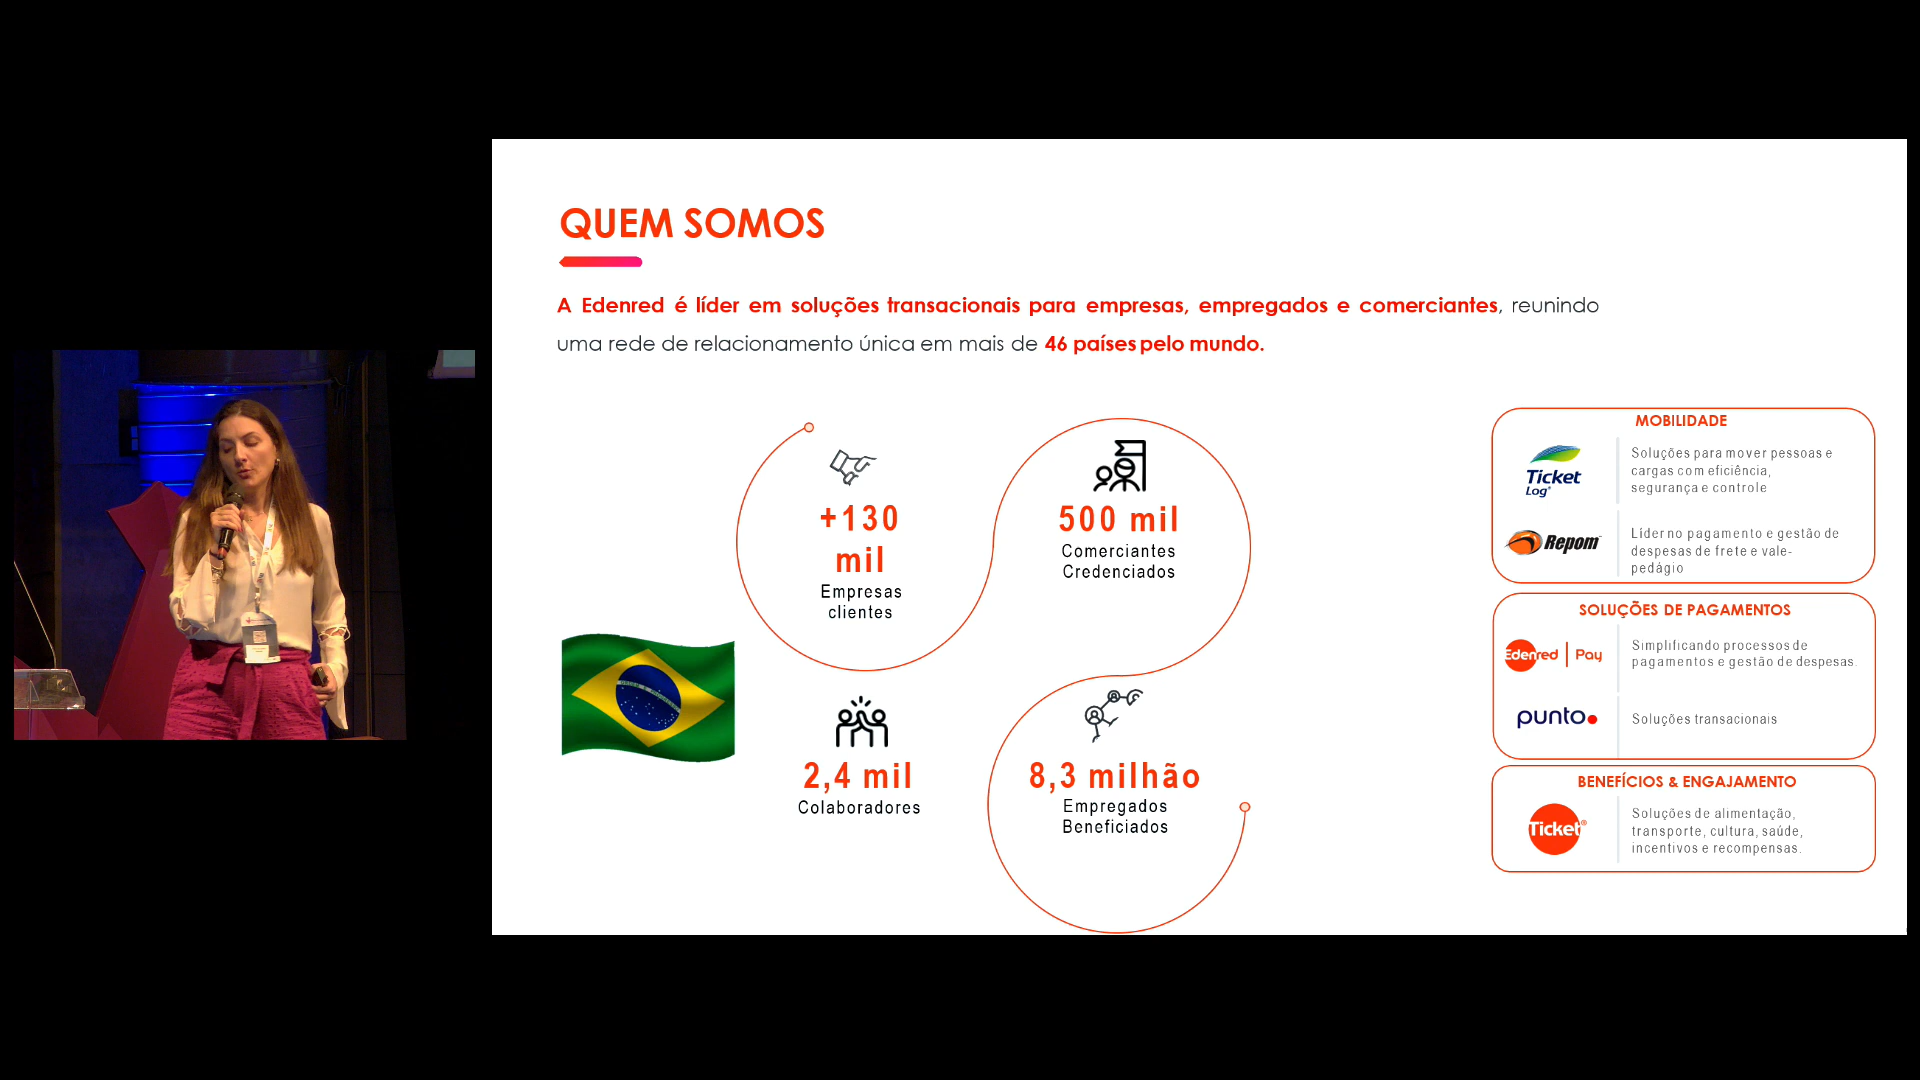 QUEM SOMOS
A Edenred é líder em soluções transacionais para empresas, empregados e comerciantes, reunindo
uma rede de relacionamento única em mais de 46 países pelo mundo.
+130
mil
Empresas
clientes
500 mil
Comerciantes
Credenciados
2,4 mil
Colaboradores
8,3 milhão
Empregados
Beneficiados
MOBILIDADE
Ticket
Log®
Soluções para mover pessoas e
cargas com eficiência,
segurança e controle
Repom
Líder no pagamento e gestão de
despesas de frete e vale-
pedágio
SOLUÇÕES DE PAGAMENTOS
Edenred | Pay
Simplificando processos de
pagamentos e gestão de despesas.
punto
Soluções transacionais
BENEFÍCIOS & ENGAJAMENTO
Ticket®
Soluções de alimentação,
transporte, cultura, saúde,
incentivos e recompensas.